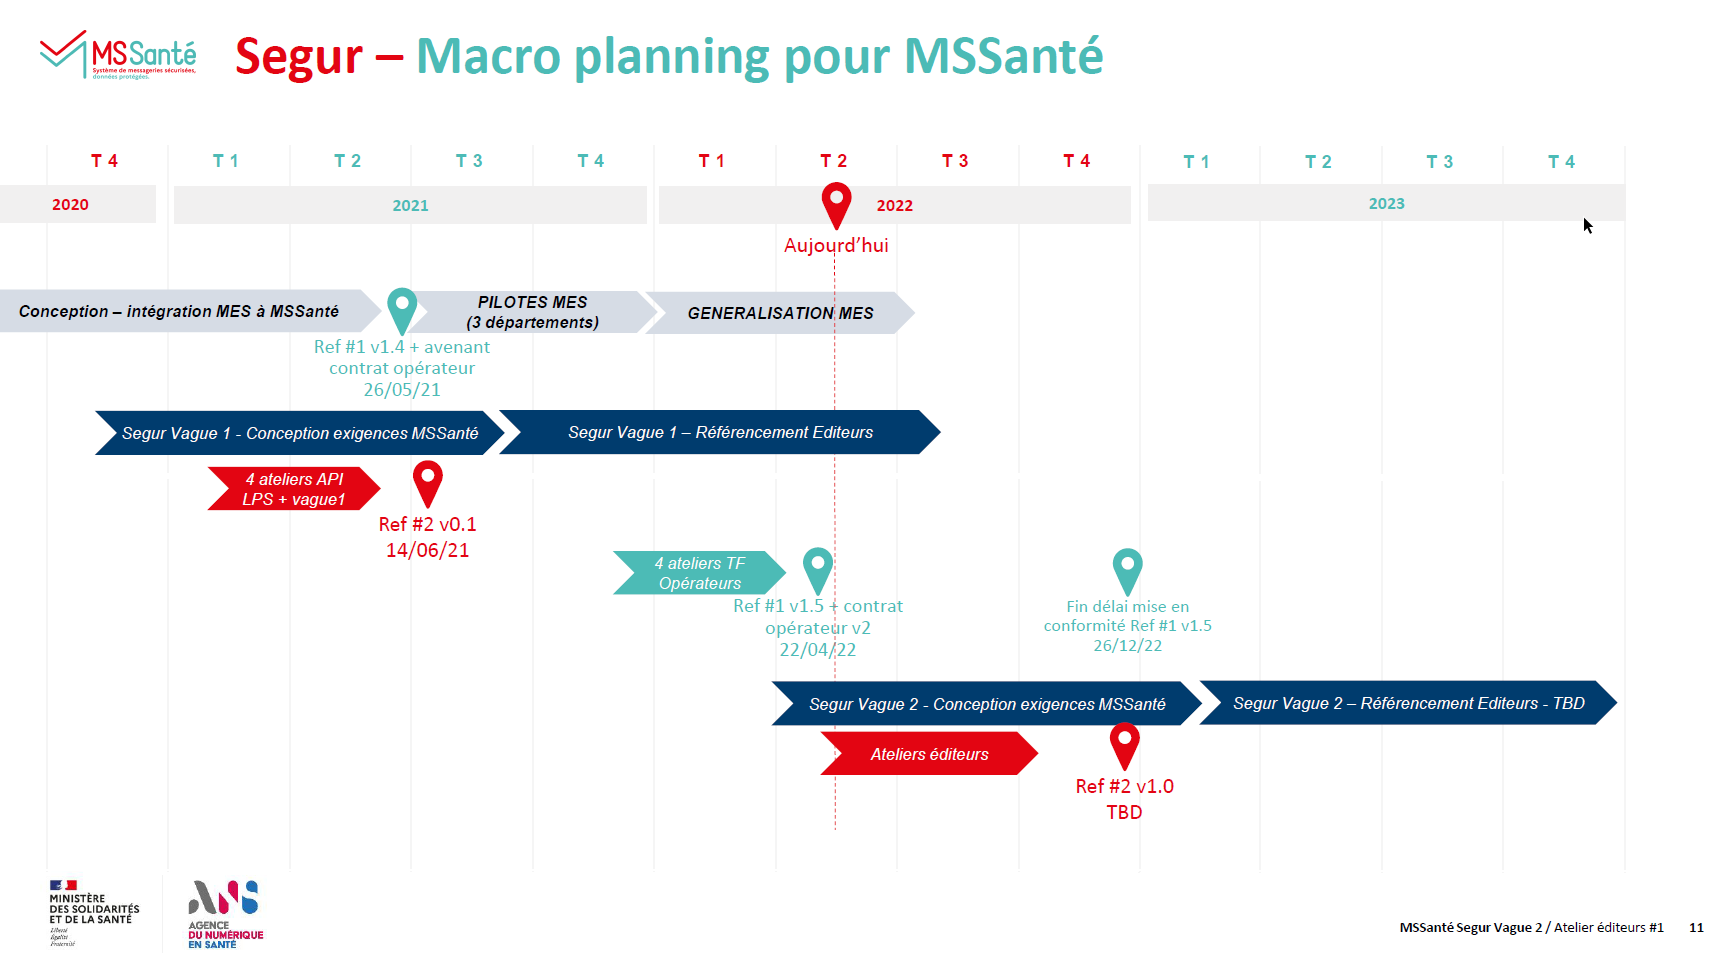 MSSanté
Système de messageries sécurisées,
données protégées.
Segur – Macro planning pour MSSanté
T 4
T 1
T 2
T 3
T 4
T 1
T 2
T 3
T 4
T 1
T 2
T 3
T 4
2020
2021
2022
2023
Aujourd’hui
Conception – intégration MES à MSSanté
PILOTES MES
(3 départements)
GENERALISATION MES
Ref #1 v1.4 + avenant
contrat opérateur
26/05/21
Segur Vague 1 - Conception exigences MSSanté
Segur Vague 1 – Référencement Editeurs
4 ateliers API
LPS + vague1
Ref #2 v0.1
14/06/21
4 ateliers TF
Opérateurs
Ref #1 v1.5 + contrat
opérateur v2
22/04/22
Fin délai mise en
conformité Ref #1 v1.5
26/12/22
Segur Vague 2 - Conception exigences MSSanté
Segur Vague 2 – Référencement Editeurs - TBD
Ateliers éditeurs
Ref #2 v1.0
TBD
MINISTÈRE
DES SOLIDARITÉS
ET DE LA SANTÉ
Liberté
Égalité
Fraternité
ANS
AGENCE
DU NUMÉRIQUE
EN SANTÉ
MSSanté Segur Vague 2 / Atelier éditeurs #1 11